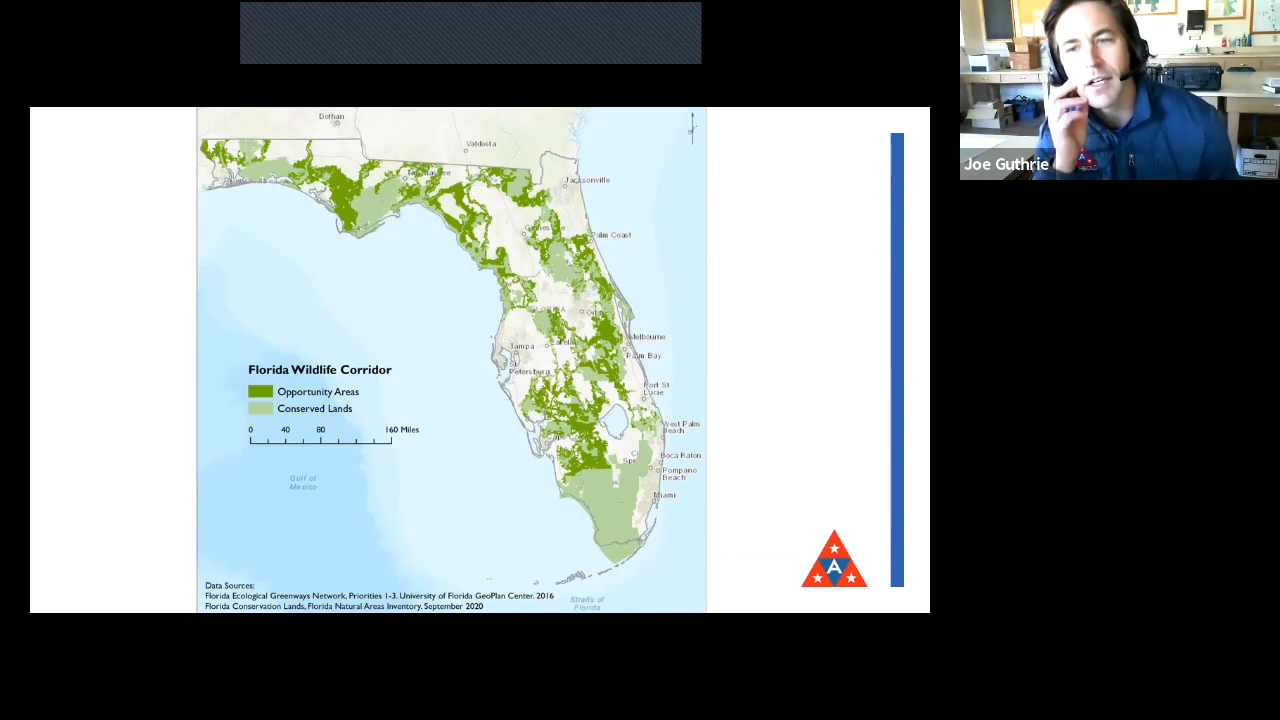 Dothan
Valdosta
Jacksonville
Palm Coast
Melbourne
Palm Bay
Tampa
St
Petersburg
Port St
Lucie
West Palm
Beach
Boca Raton
Pompano
Beach
Miami
Florida Wildlife Corridor
Opportunity Areas
Conserved Lands
0 40 80 160 Miles
Gulf of
Mexico
Straits of
Florida
Data Sources:
Florida Ecological Greenways Network, Priorities 1-3. University of Florida GeoPlan Center. 2016
Florida Conservation Lands, Florida Natural Areas Inventory. September 2020
A
Joe Guthrie